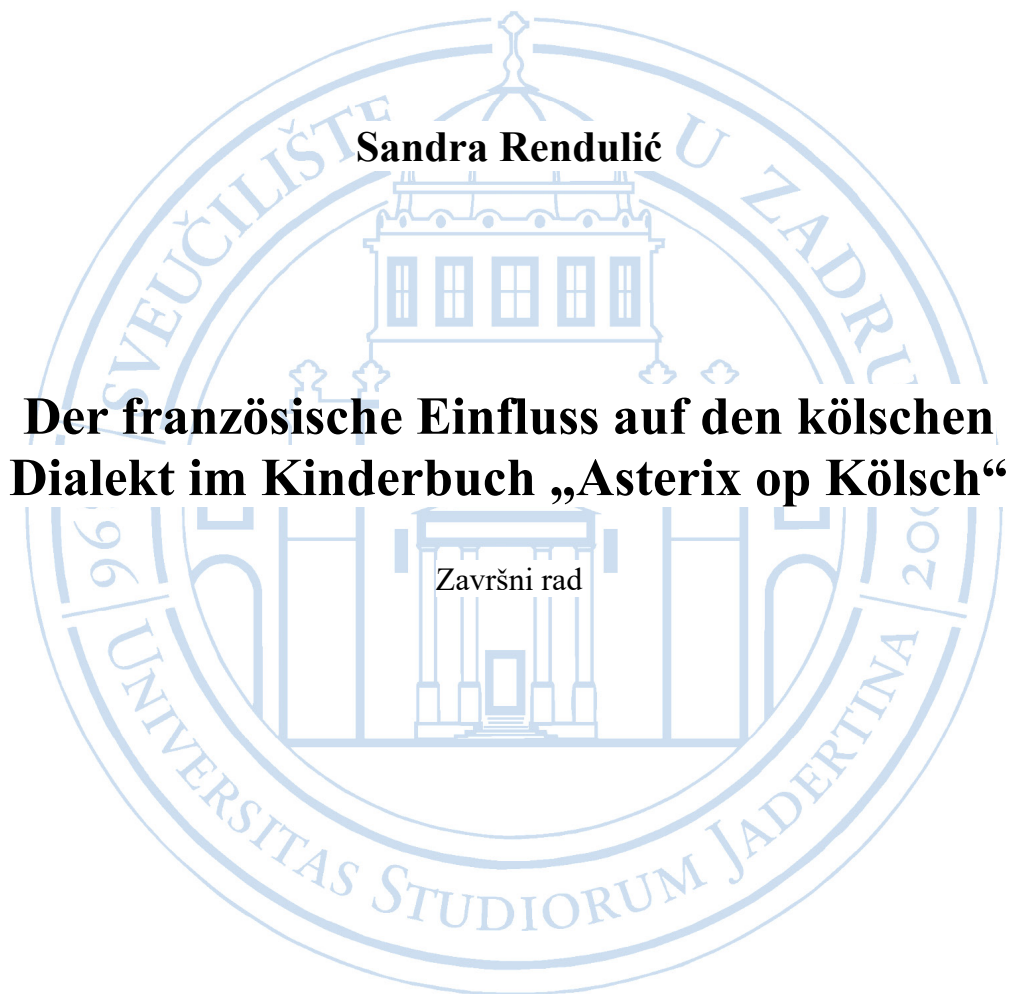 Sandra Rendulić
Der französische Einfluss auf den kölschen
Dialekt im Kinderbuch „Asterix op Kölsch“
Završni rad
SVEUČILIŠTE U ZADRU
UNIVERSITAS STUDIORUM JADERTINA